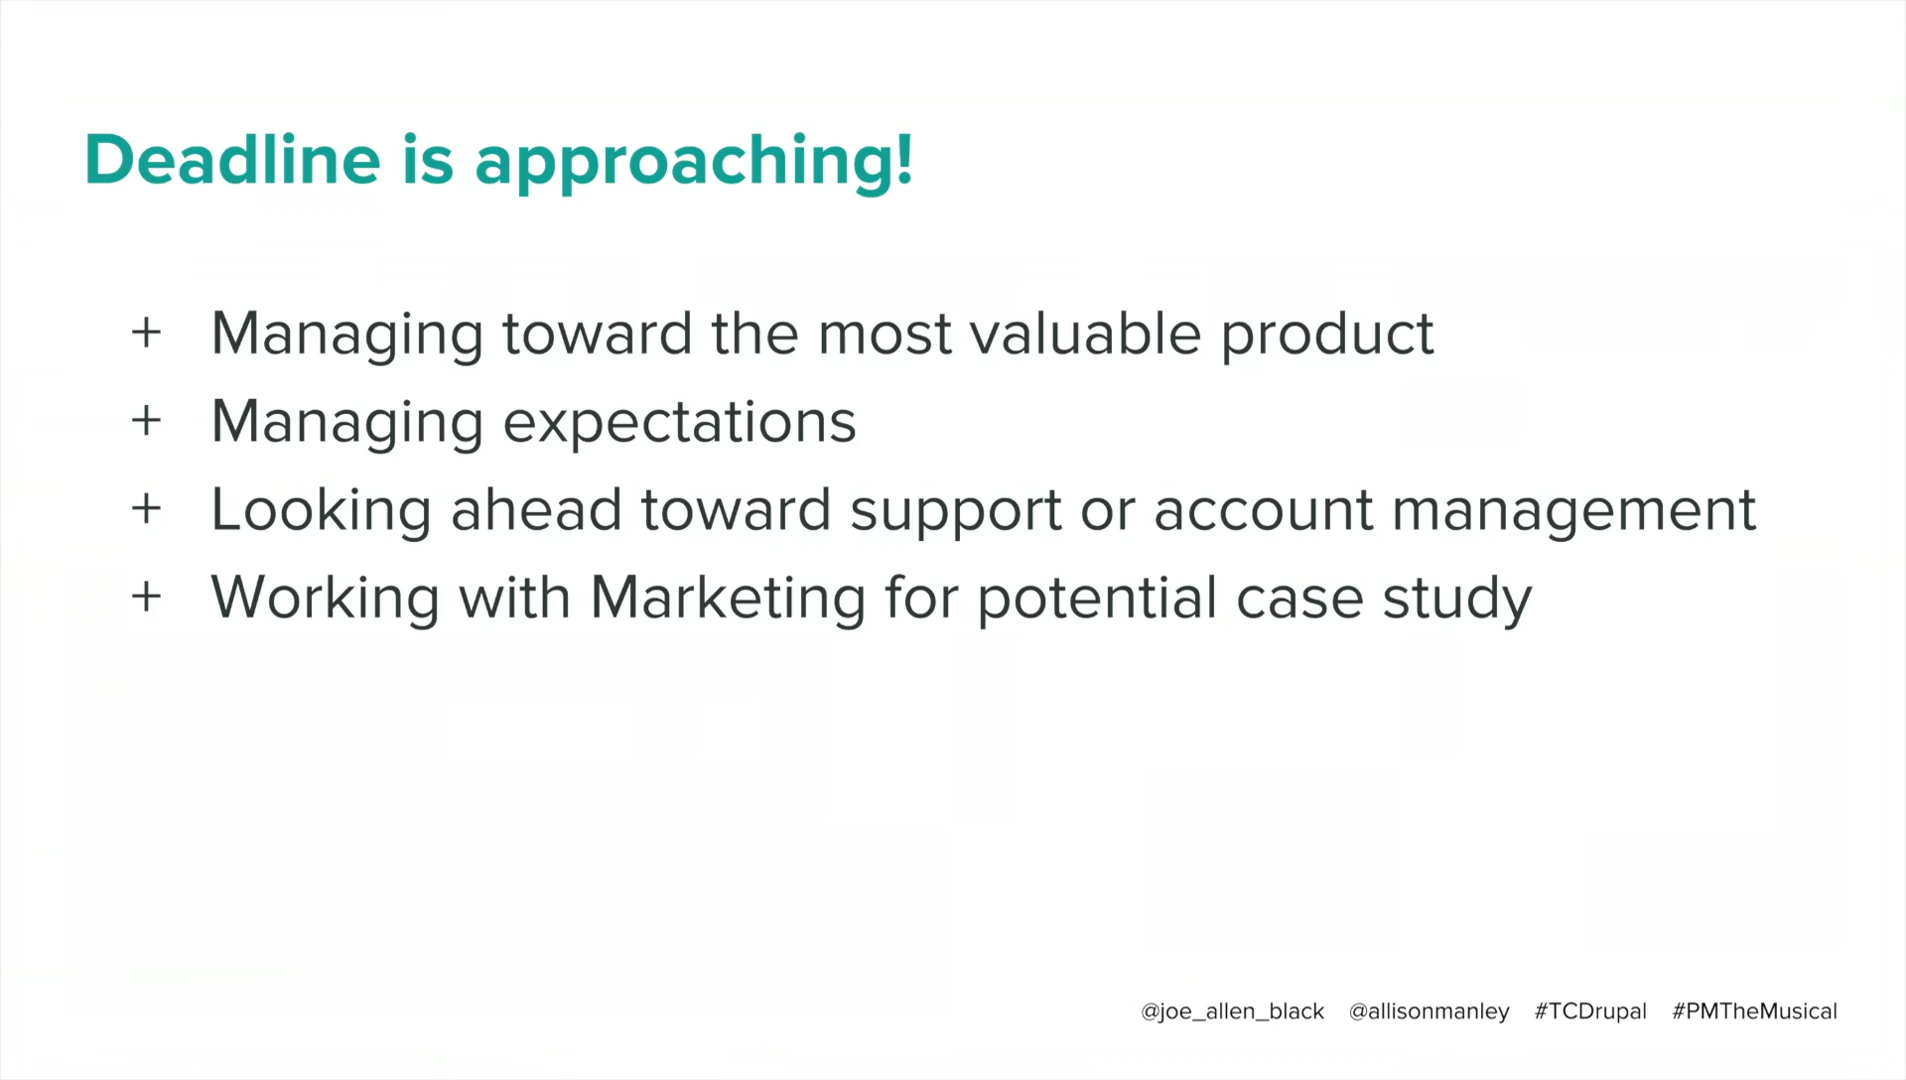 Deadline is approaching!
+ Managing toward the most valuable product
+ Managing expectations
+ Looking ahead toward support or account management
+ Working with Marketing for potential case study
@joe_allen_black @allisonmanley #TCDrupal #PMTheMusical